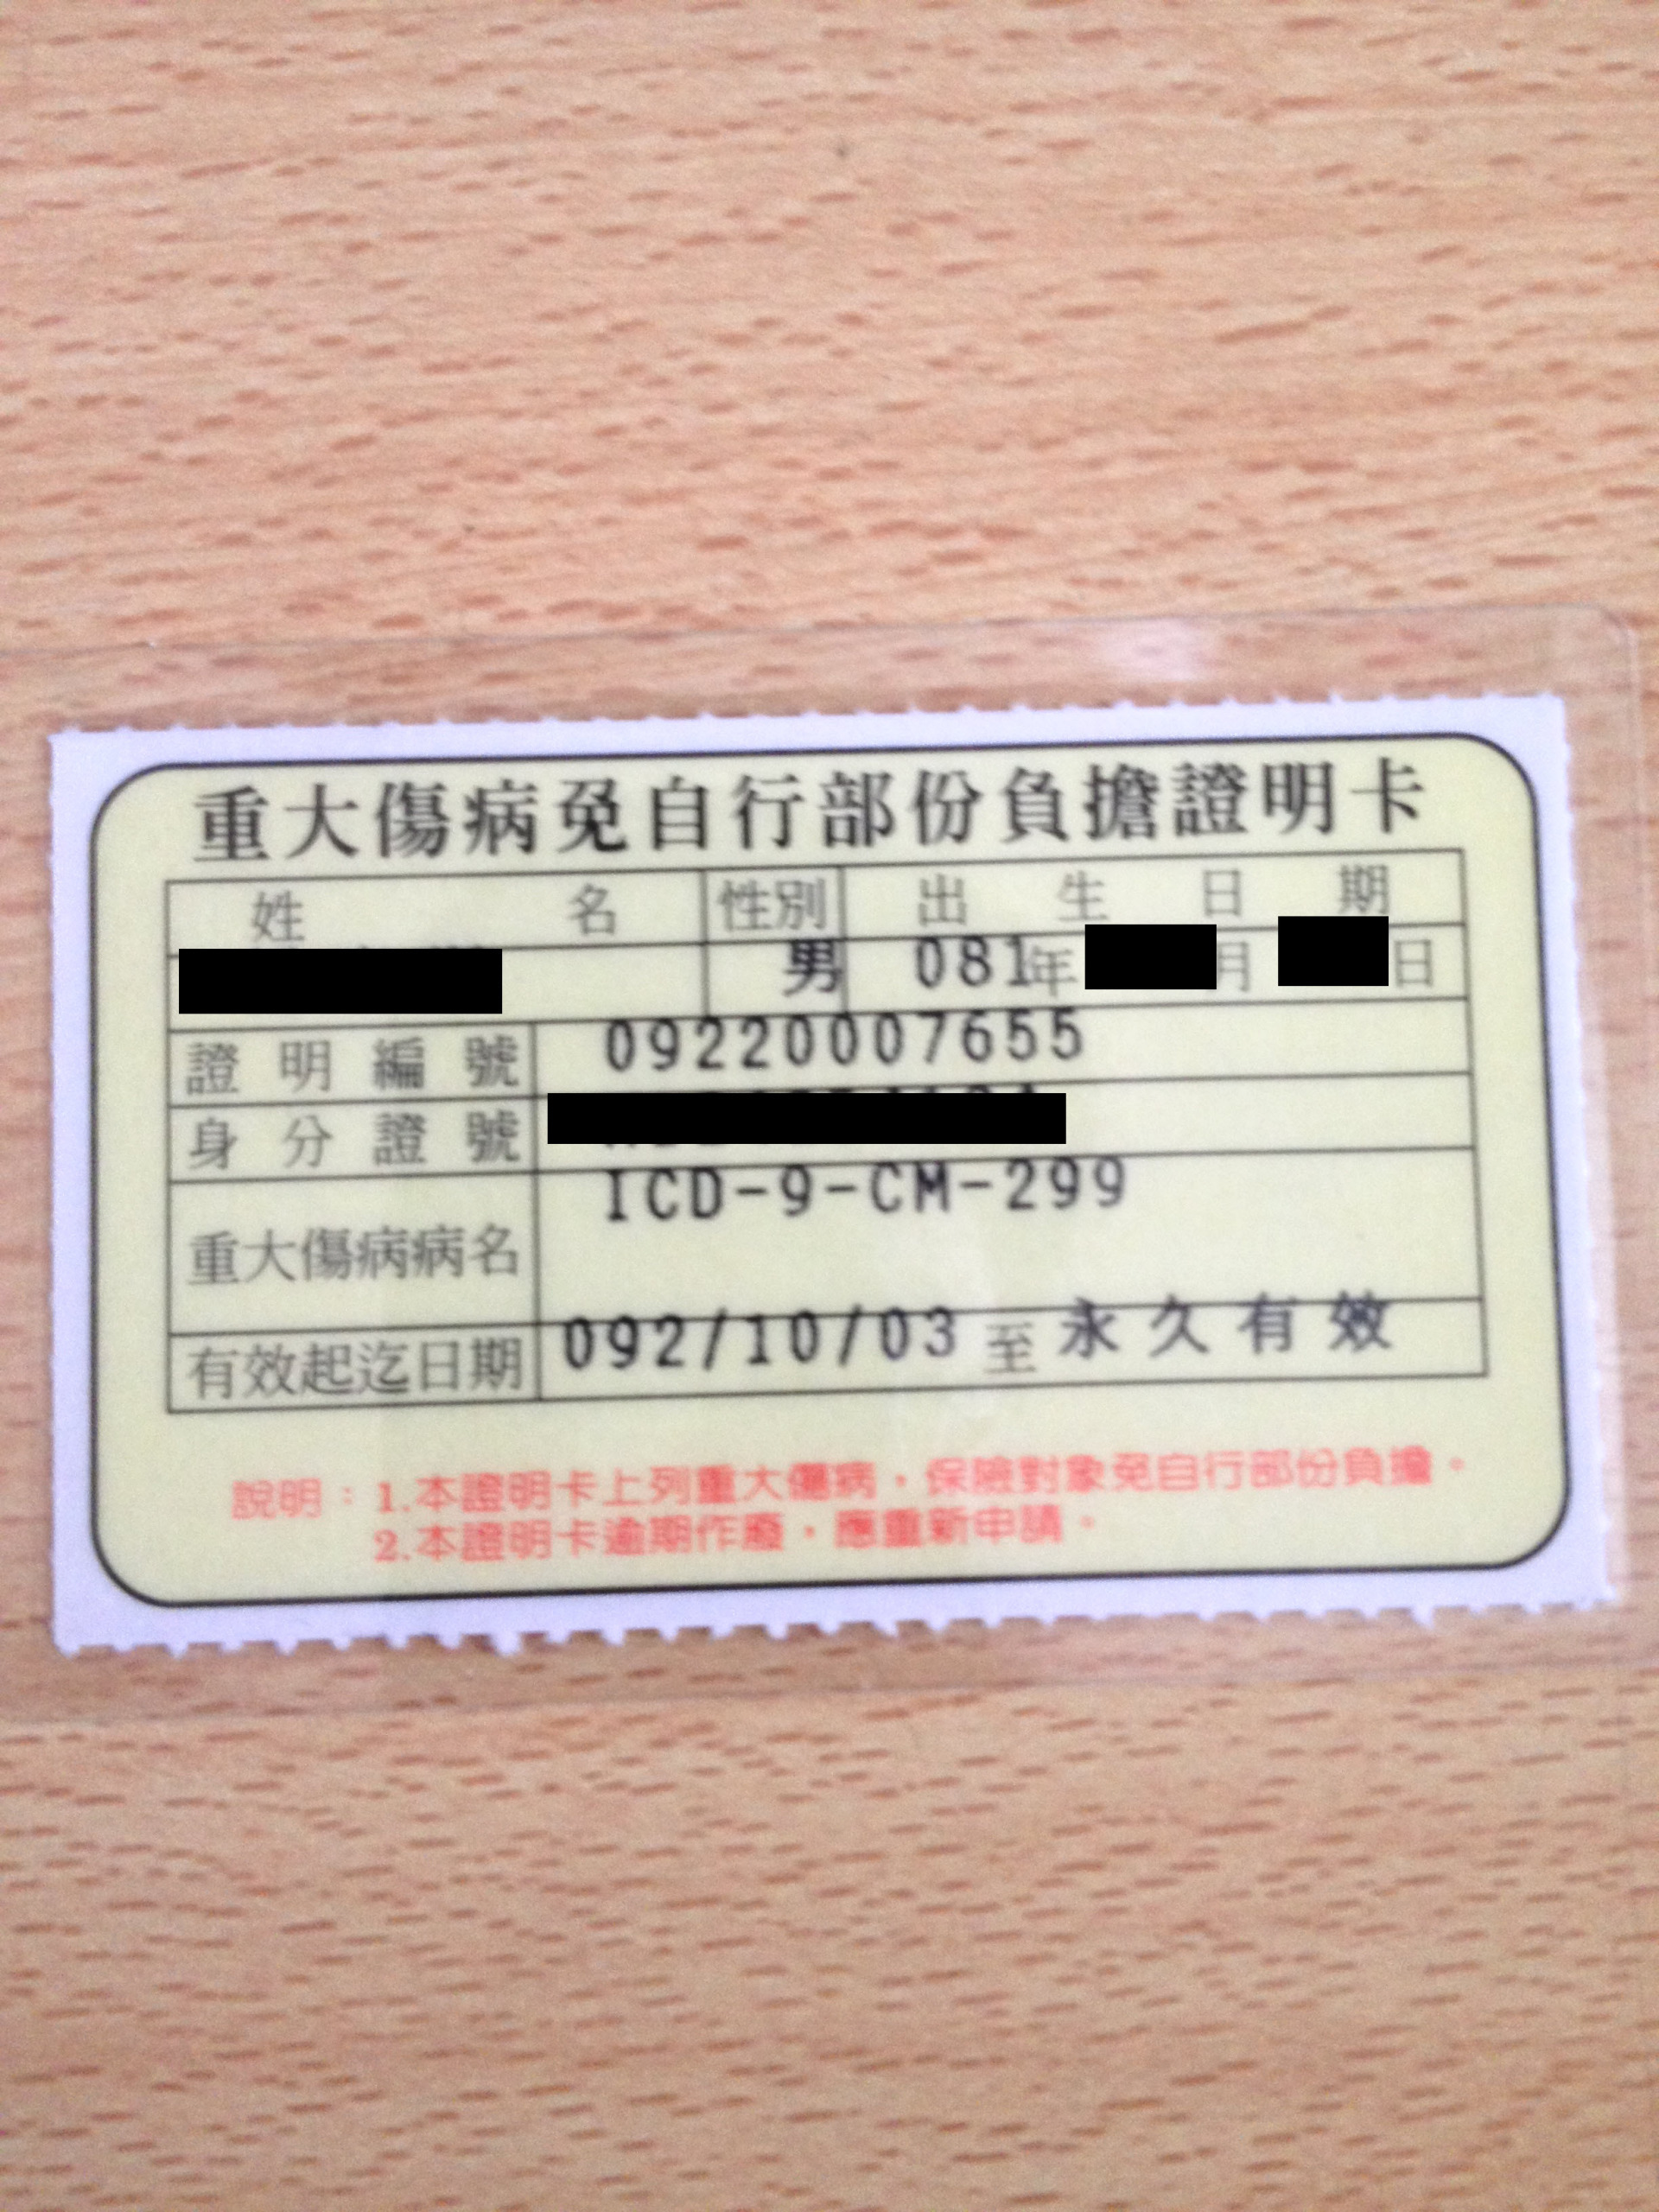 重大傷病免自行部份負擔證明卡
姓名 性別 出生日期
男 081年 月 日
證明編號 09220007655
身分證號
重大傷病病名 ICD-9-CM-299
有效起迄日期 092/10/03 至 永久有效
說明：1.本證明卡上列重大傷病，保險對象免自行部份負擔。
2.本證明卡逾期作廢，應重新申請。